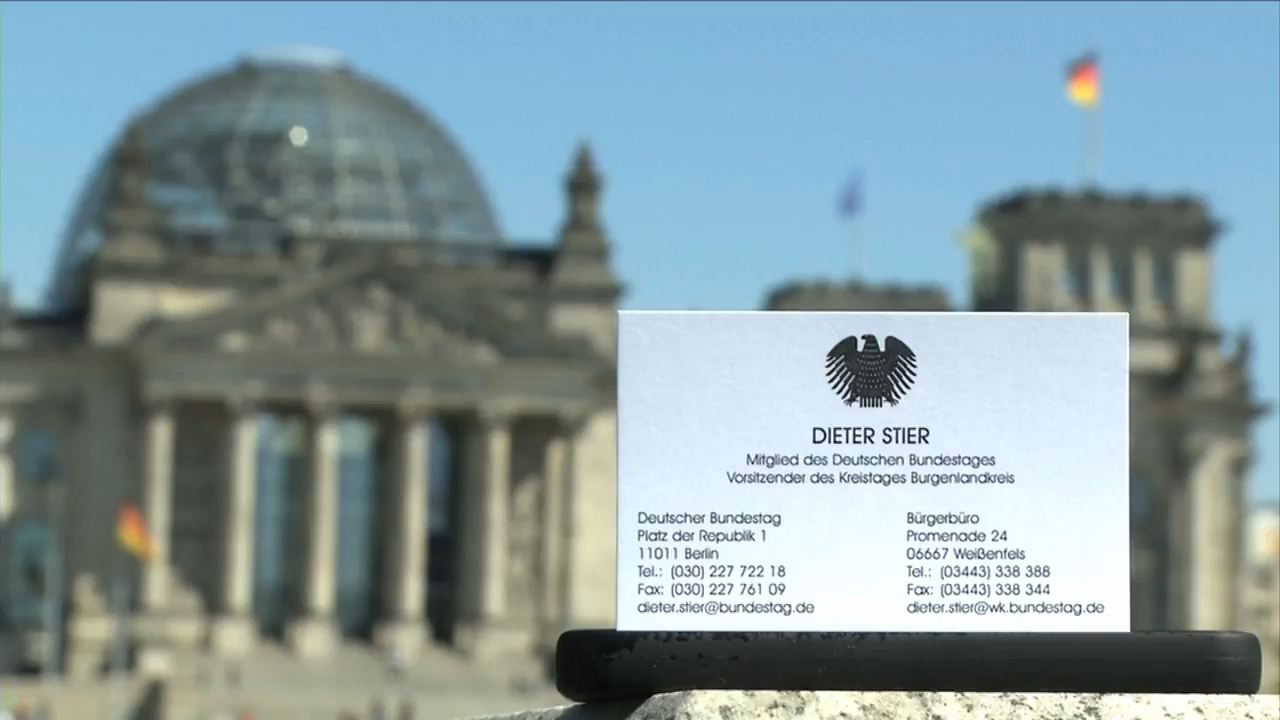 DIETER STIER
Mitglied des Deutschen Bundestages
Vorsitzender des Kreistages Burgenlandkreis
Deutscher Bundestag
Platz der Republik 1
11011 Berlin
Tel.: (030) 227 722 18
Fax: (030) 227 761 09
dieter.stier@bundestag.de
Bürgerbüro
Promenade 24
06667 Weißenfels
Tel.: (03443) 338 388
Fax: (03443) 338 344
dieter.stier@wk.bundestag.de